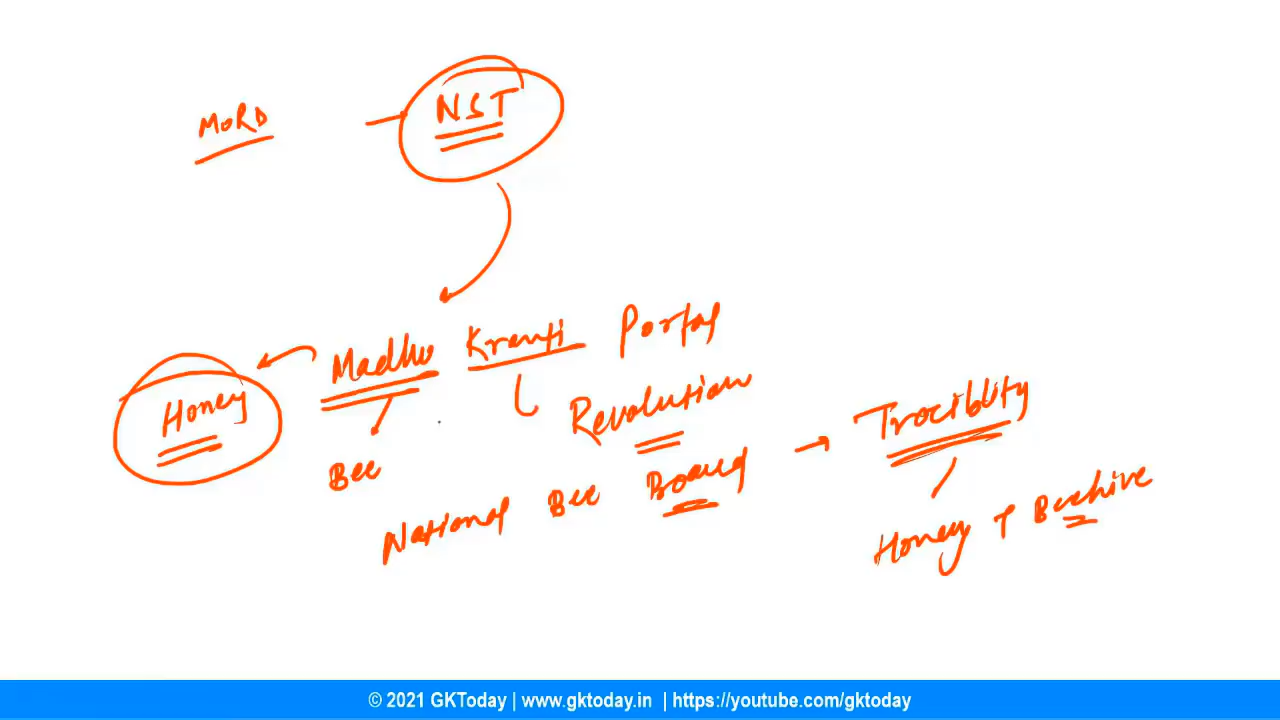 MoRD
NST
Madhu Kranti Portal
Honey
Revolution
Bee
National Bee Board
Trociblity
Honey + Beehive
© 2021 GKToday | www.gktoday.in | https://youtube.com/gktoday